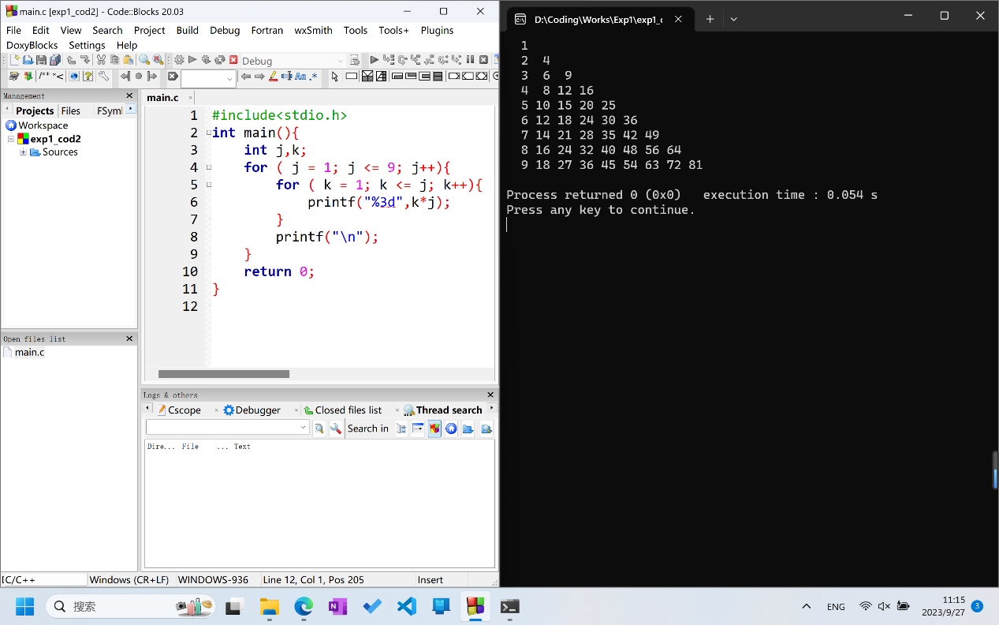 main.c [exp1_cod2] - Code::Blocks 20.03
File Edit View Search Project Build Debug Fortran wxSmith Tools Tools+ Plugins
DoxyBlocks Settings Help
Debug
/** *<
Aa .*
Management
Projects Files FSyml
Workspace
exp1_cod2
Sources
Open files list
main.c
main.c
1 #include<stdio.h>
2 int main(){
3 int j,k;
4 for ( j = 1; j <= 9; j++){
5 for ( k = 1; k <= j; k++){
6 printf("%3d",k*j);
7 }
8 printf("\n");
9 }
10 return 0;
11 }
12
Logs & others
Cscope Debugger Closed files list Thread search
Search in
Dire... File ... Text
C/C++ Windows (CR+LF) WINDOWS-936 Line 12, Col 1, Pos 205 Insert
D:\Coding\Works\Exp1\exp1_c
1
2 4
3 6 9
4 8 12 16
5 10 15 20 25
6 12 18 24 30 36
7 14 21 28 35 42 49
8 16 24 32 40 48 56 64
9 18 27 36 45 54 63 72 81
Process returned 0 (0x0) execution time : 0.054 s
Press any key to continue.
搜索
ENG
11:15
2023/9/27
3